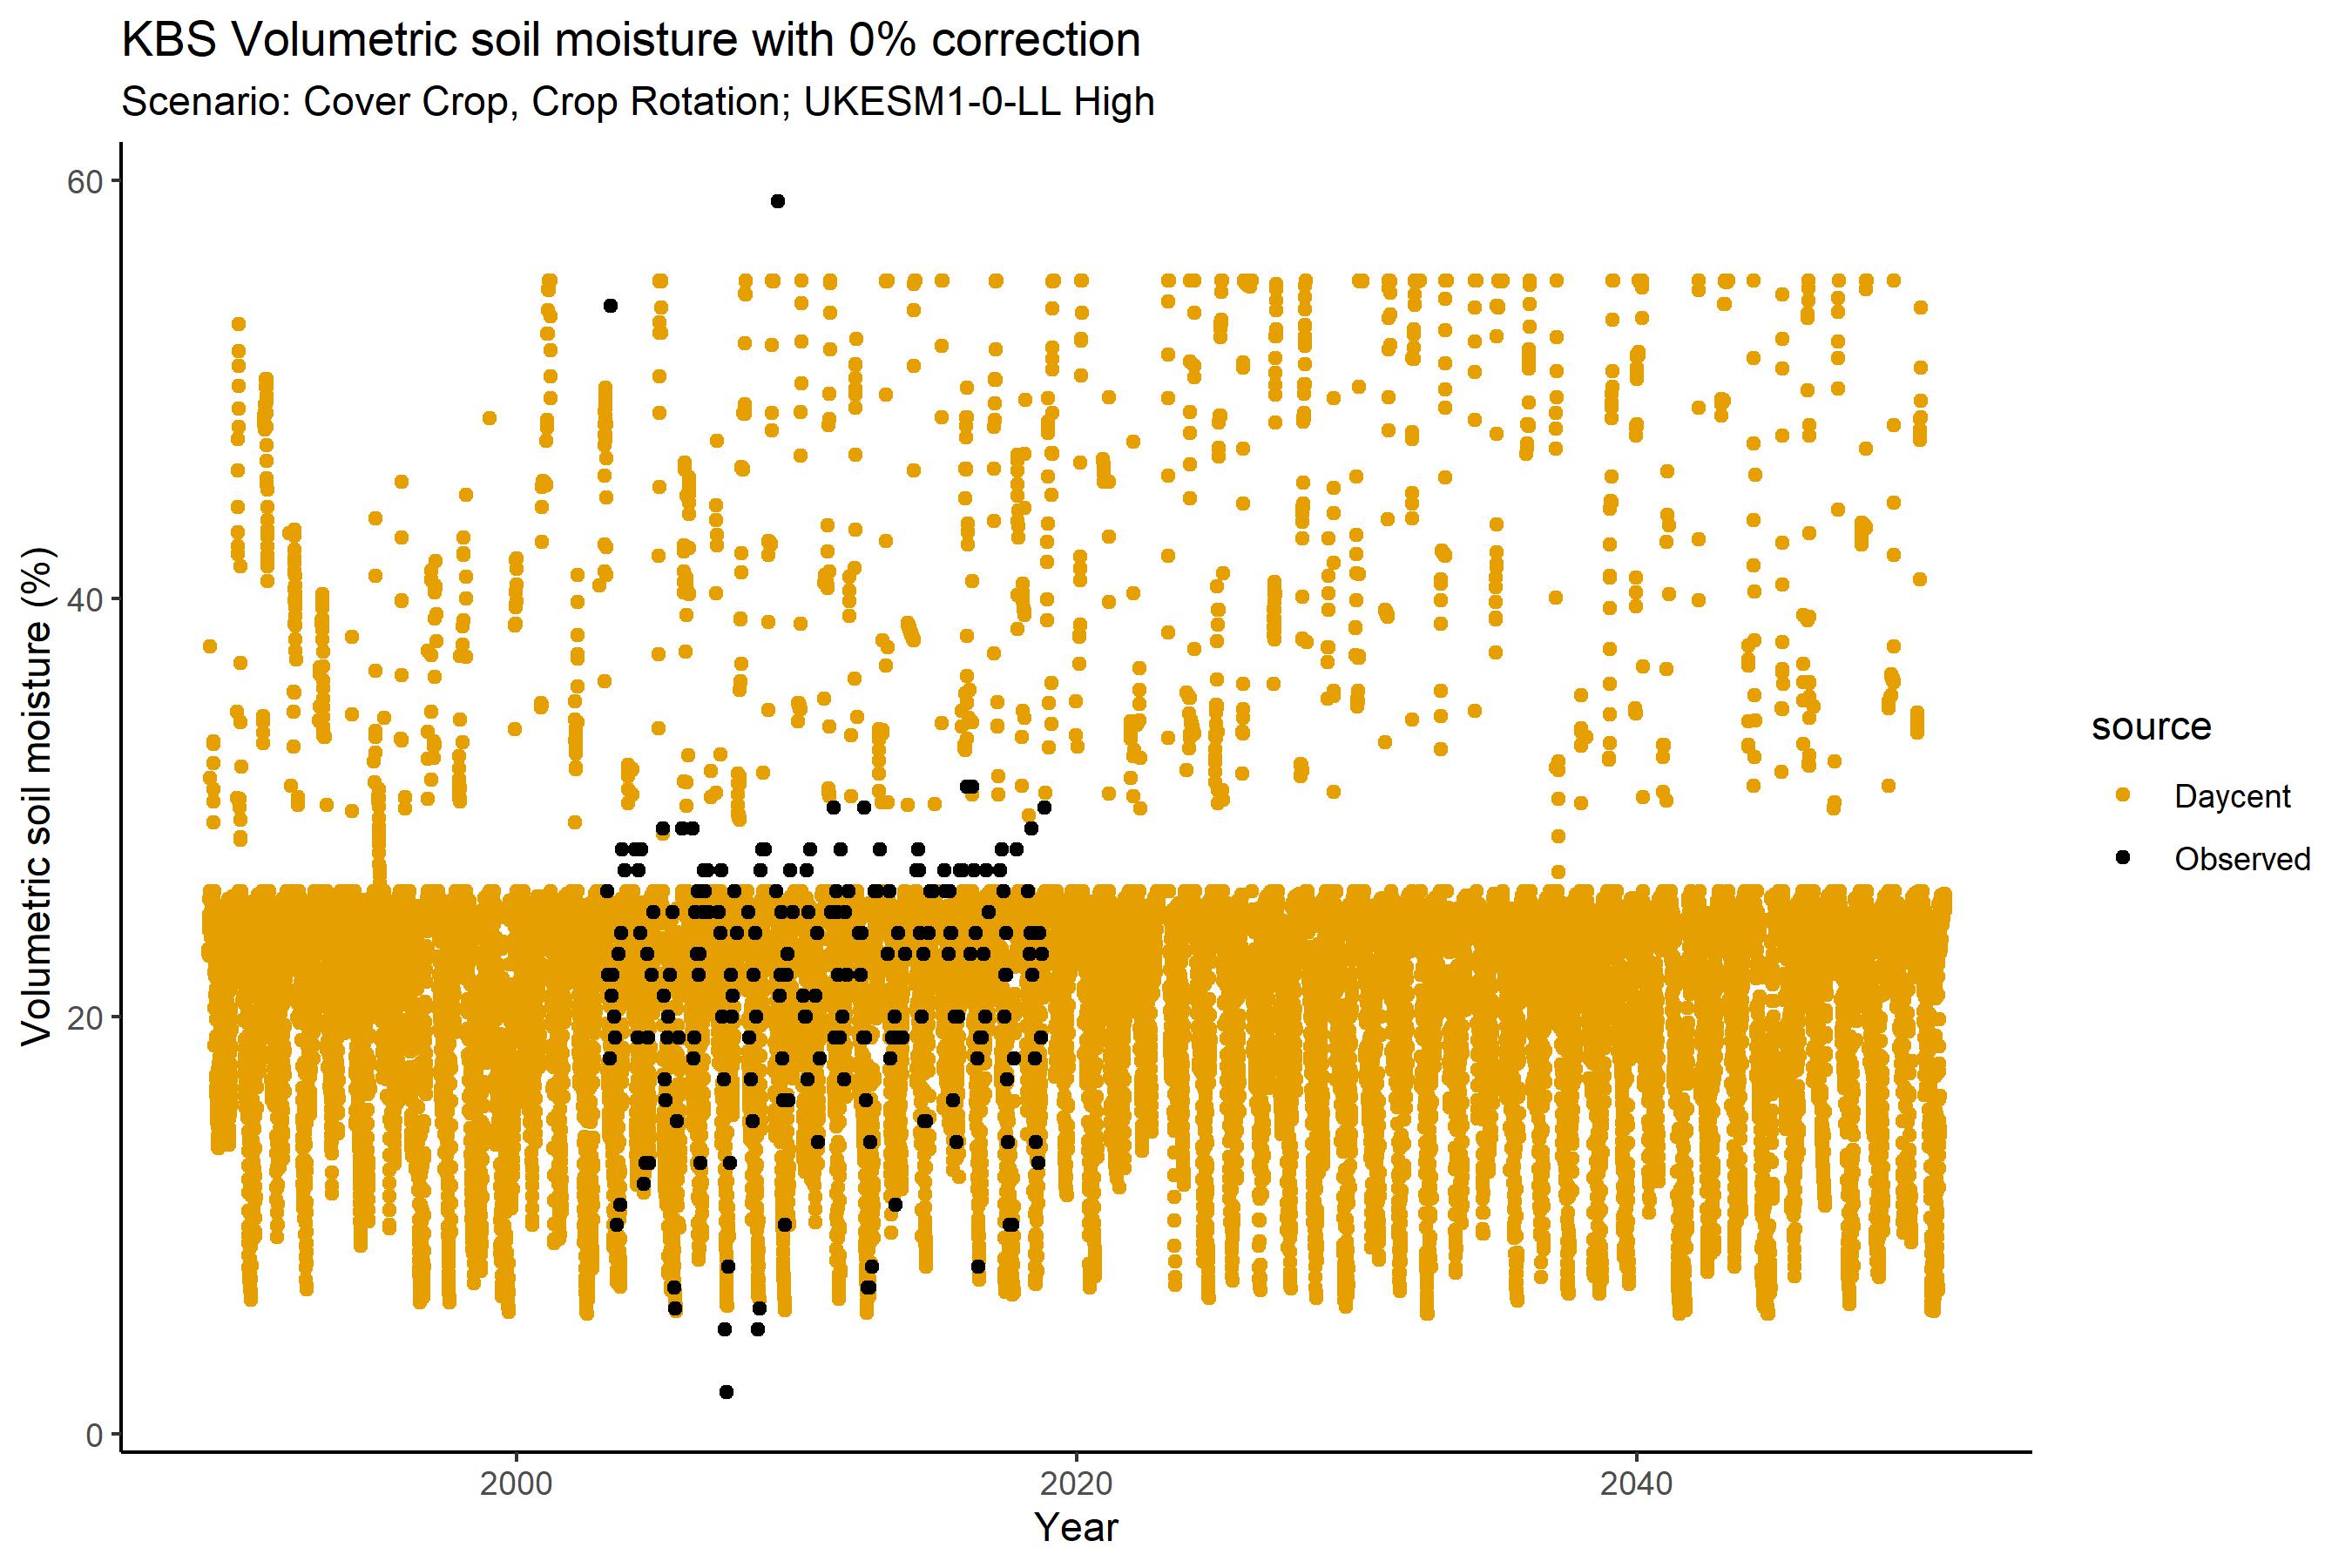 KBS Volumetric soil moisture with 0% correction
Scenario: Cover Crop, Crop Rotation; UKESM1-0-LL High
60
40
20
0
Volumetric soil moisture (%)
2000
2020
2040
Year
source
Daycent
Observed